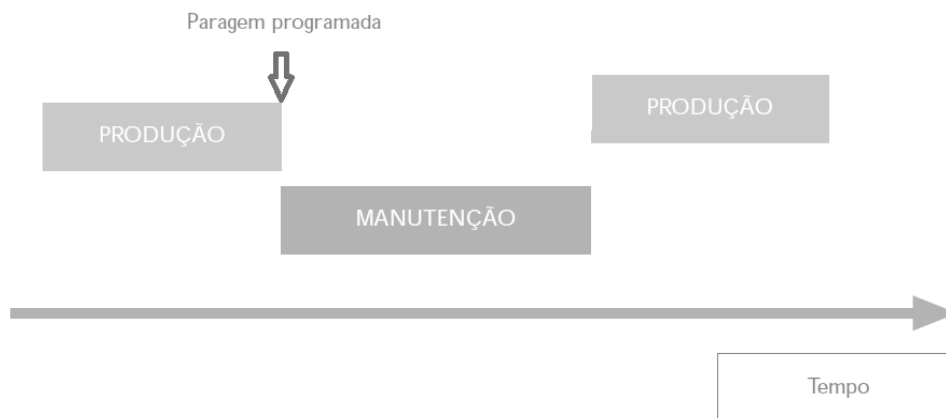 Paragem programada
PRODUÇÃO
PRODUÇÃO
MANUTENÇÃO
Tempo